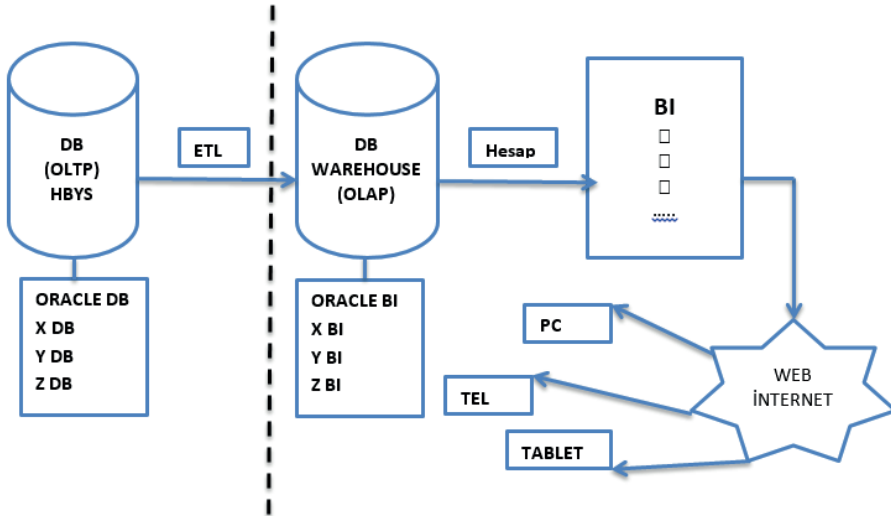 DB
(OLTP)
HBYS
ETL
DB
WAREHOUSE
(OLAP)
Hesap
BI
.....
ORACLE DB
X DB
Y DB
Z DB
ORACLE BI
X BI
Y BI
Z BI
PC
TEL
TABLET
WEB
İNTERNET